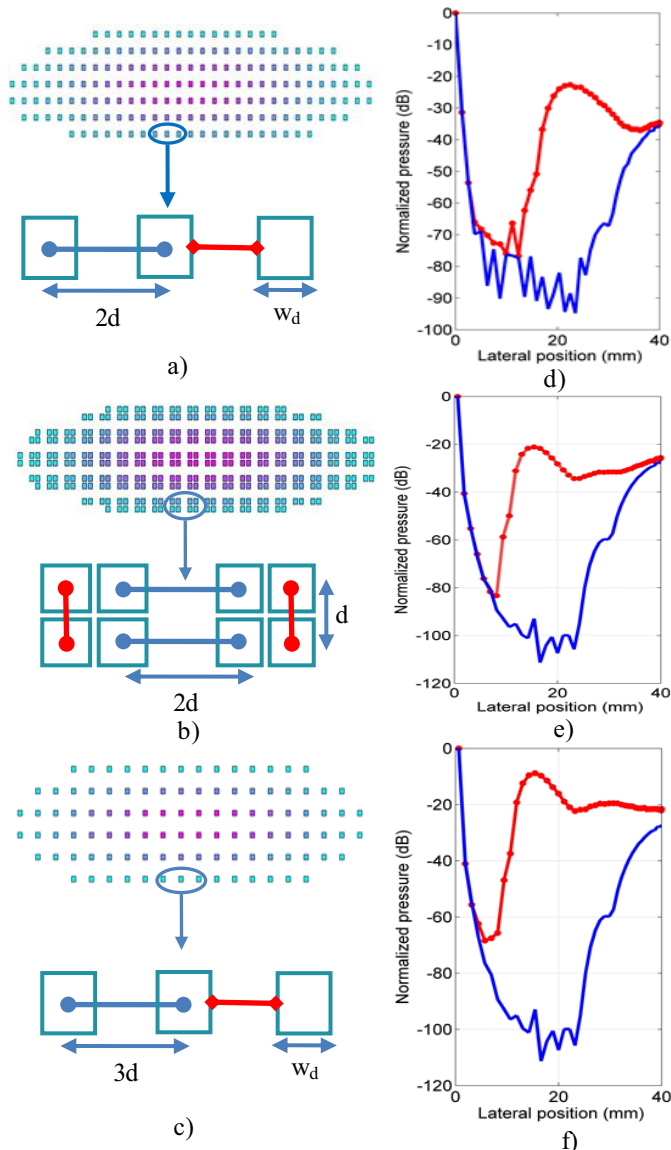 2d
wd
a)
0
-10
-20
-30
-40
-50
-60
-70
-80
-90
-100
Normalized pressure (dB)
0
20
40
Lateral position (mm)
d)
d
2d
b)
0
-20
-40
-60
-80
-100
-120
Normalized pressure (dB)
0
20
40
Lateral position (mm)
e)
3d
wd
c)
0
-20
-40
-60
-80
-100
-120
Normalized pressure (dB)
0
20
40
Lateral position (mm)
f)